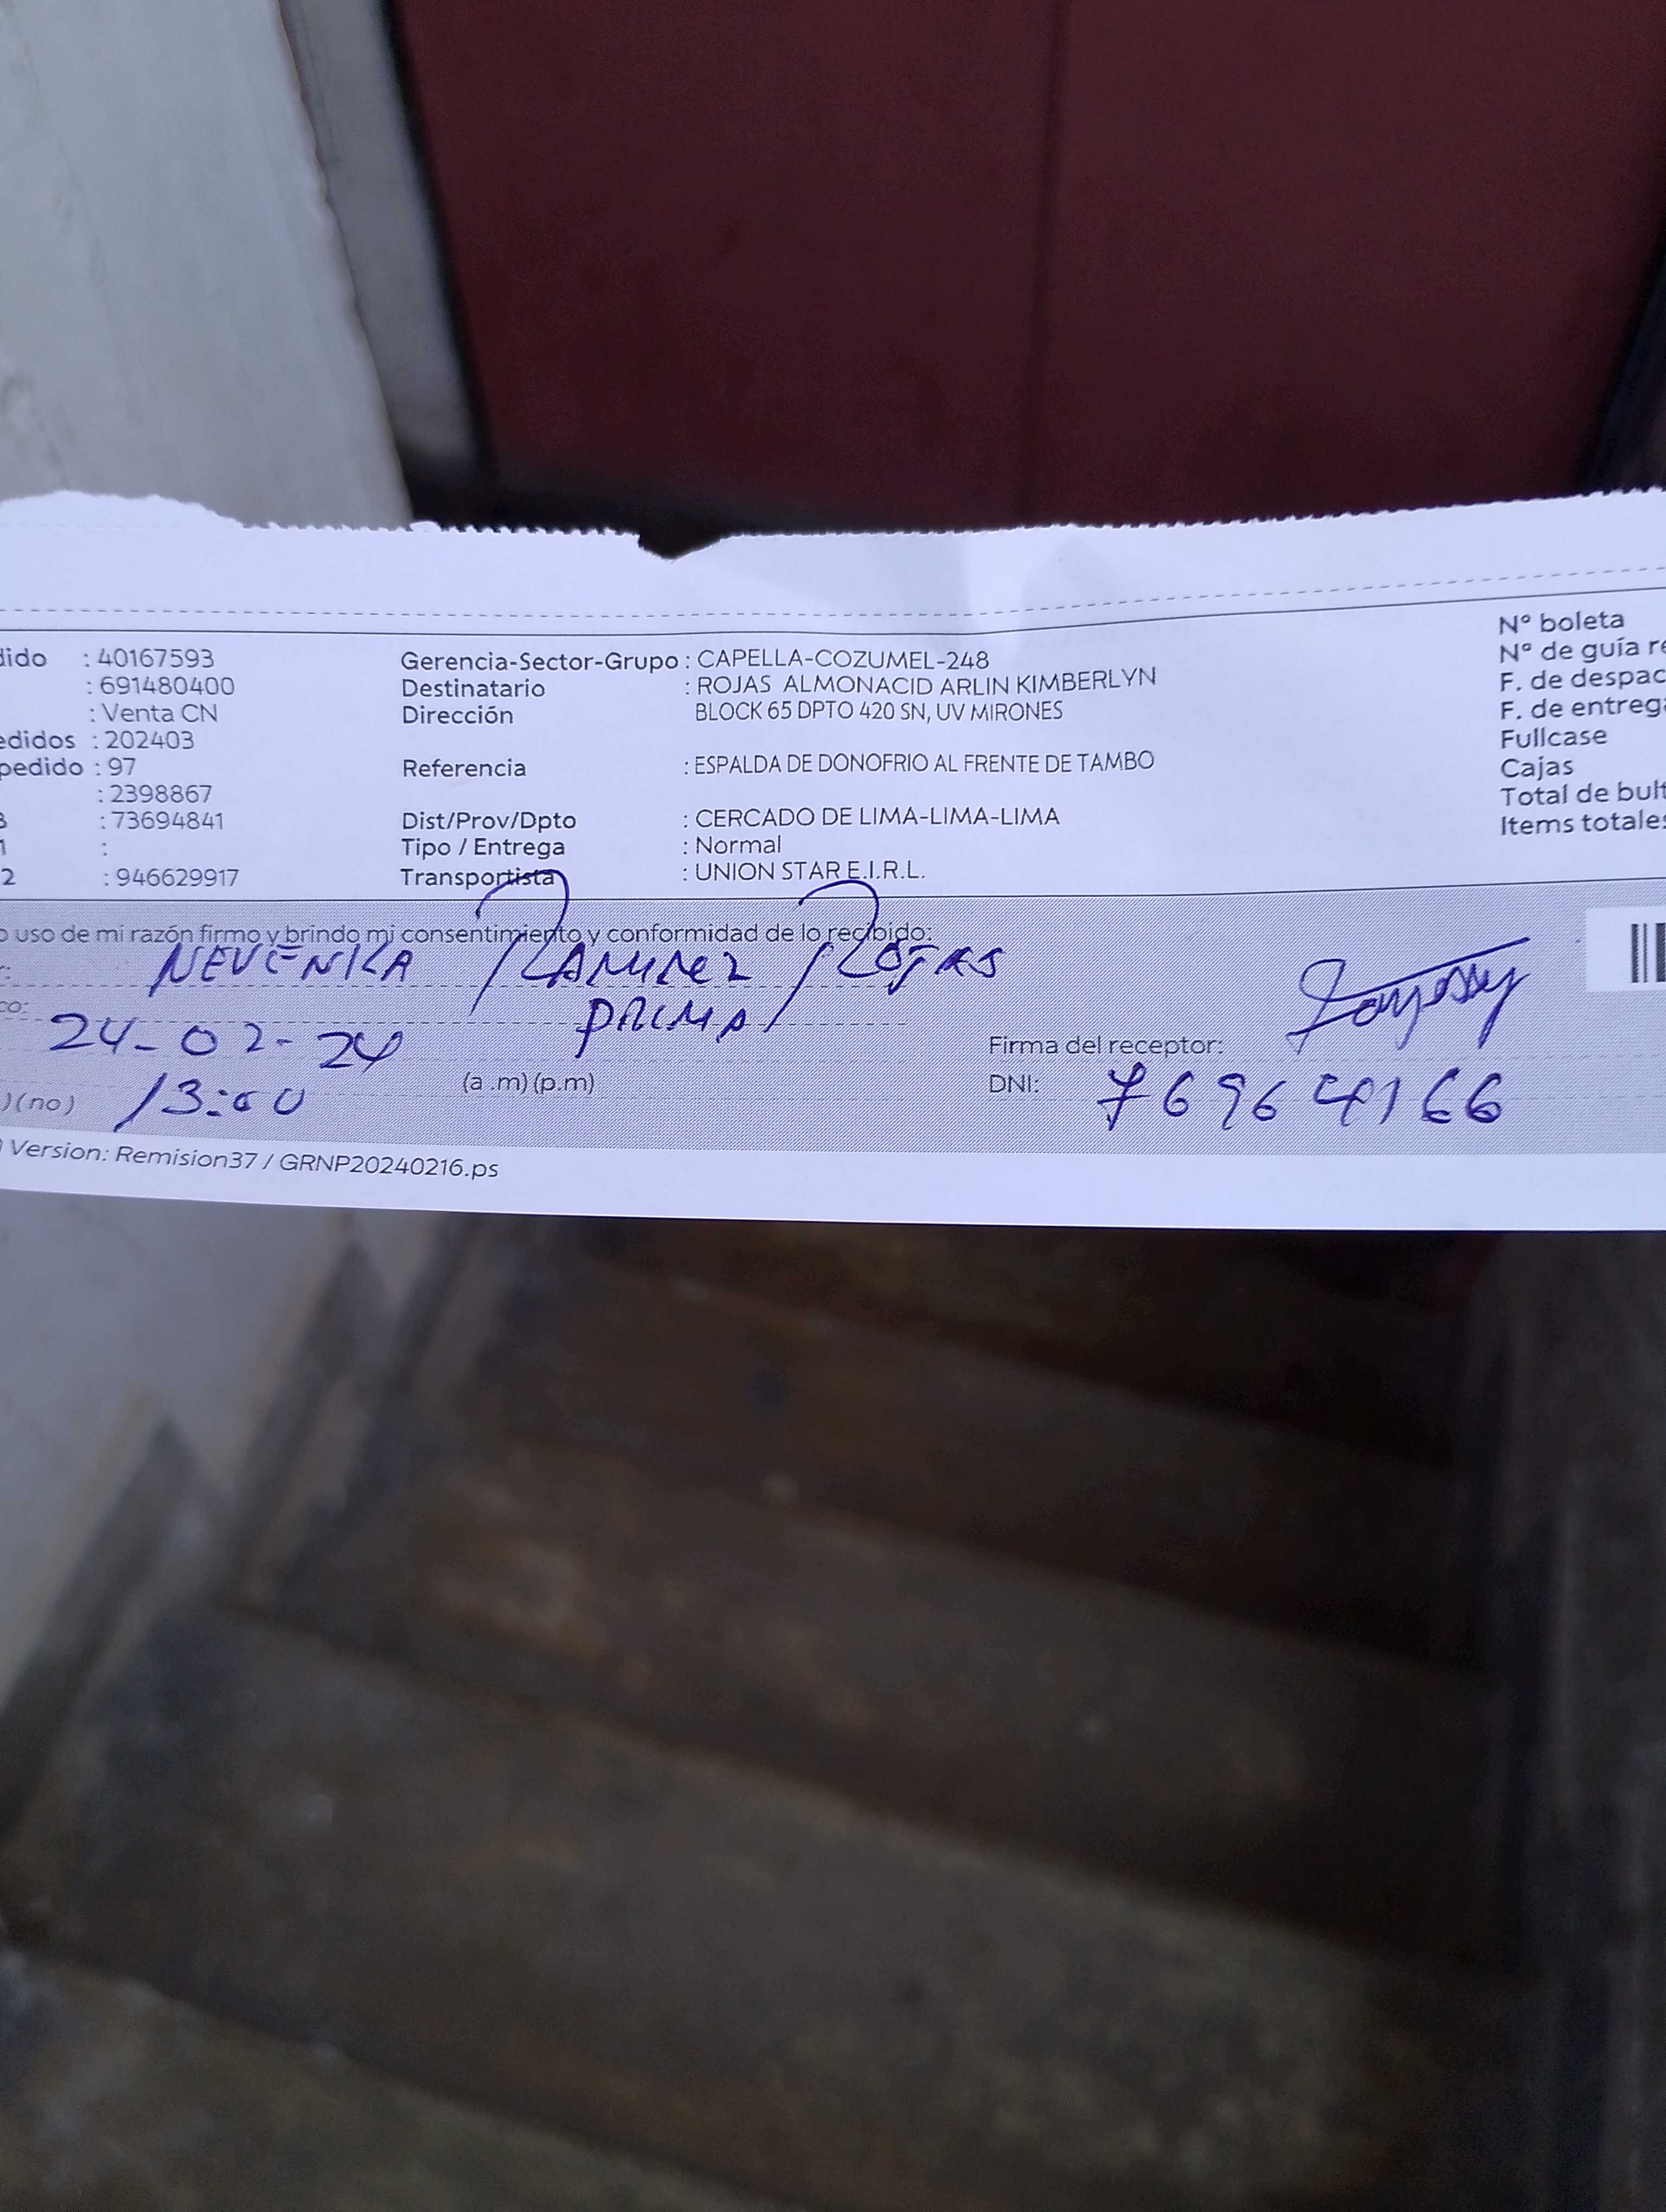 dido : 40167593
: 691480400
: Venta CN
edidos : 202403
pedido : 97
: 2398867
3 : 73694841
1 :
2 : 946629917
Gerencia-Sector-Grupo : CAPELLA-COZUMEL-248
Destinatario : ROJAS ALMONACID ARLIN KIMBERLYN
Dirección BLOCK 65 DPTO 420 SN, UV MIRONES
Referencia : ESPALDA DE DONOFRIO AL FRENTE DE TAMBO
Dist/Prov/Dpto : CERCADO DE LIMA-LIMA-LIMA
Tipo / Entrega : Normal
Transportista : UNION STAR E.I.R.L.
N° boleta
N° de guía re
F. de despac
F. de entrega
Fullcase
Cajas
Total de bult
Items totales
o uso de mi razón firmo y brindo mi consentimiento y conformidad de lo recibido:
r: NEVENKA RAMIREZ ROJAS
co: PRIMA
24-02-24
)(no) 13:00 (a.m)(p.m)
Firma del receptor:
DNI: 76964166
Version: Remision37 / GRNP20240216.ps